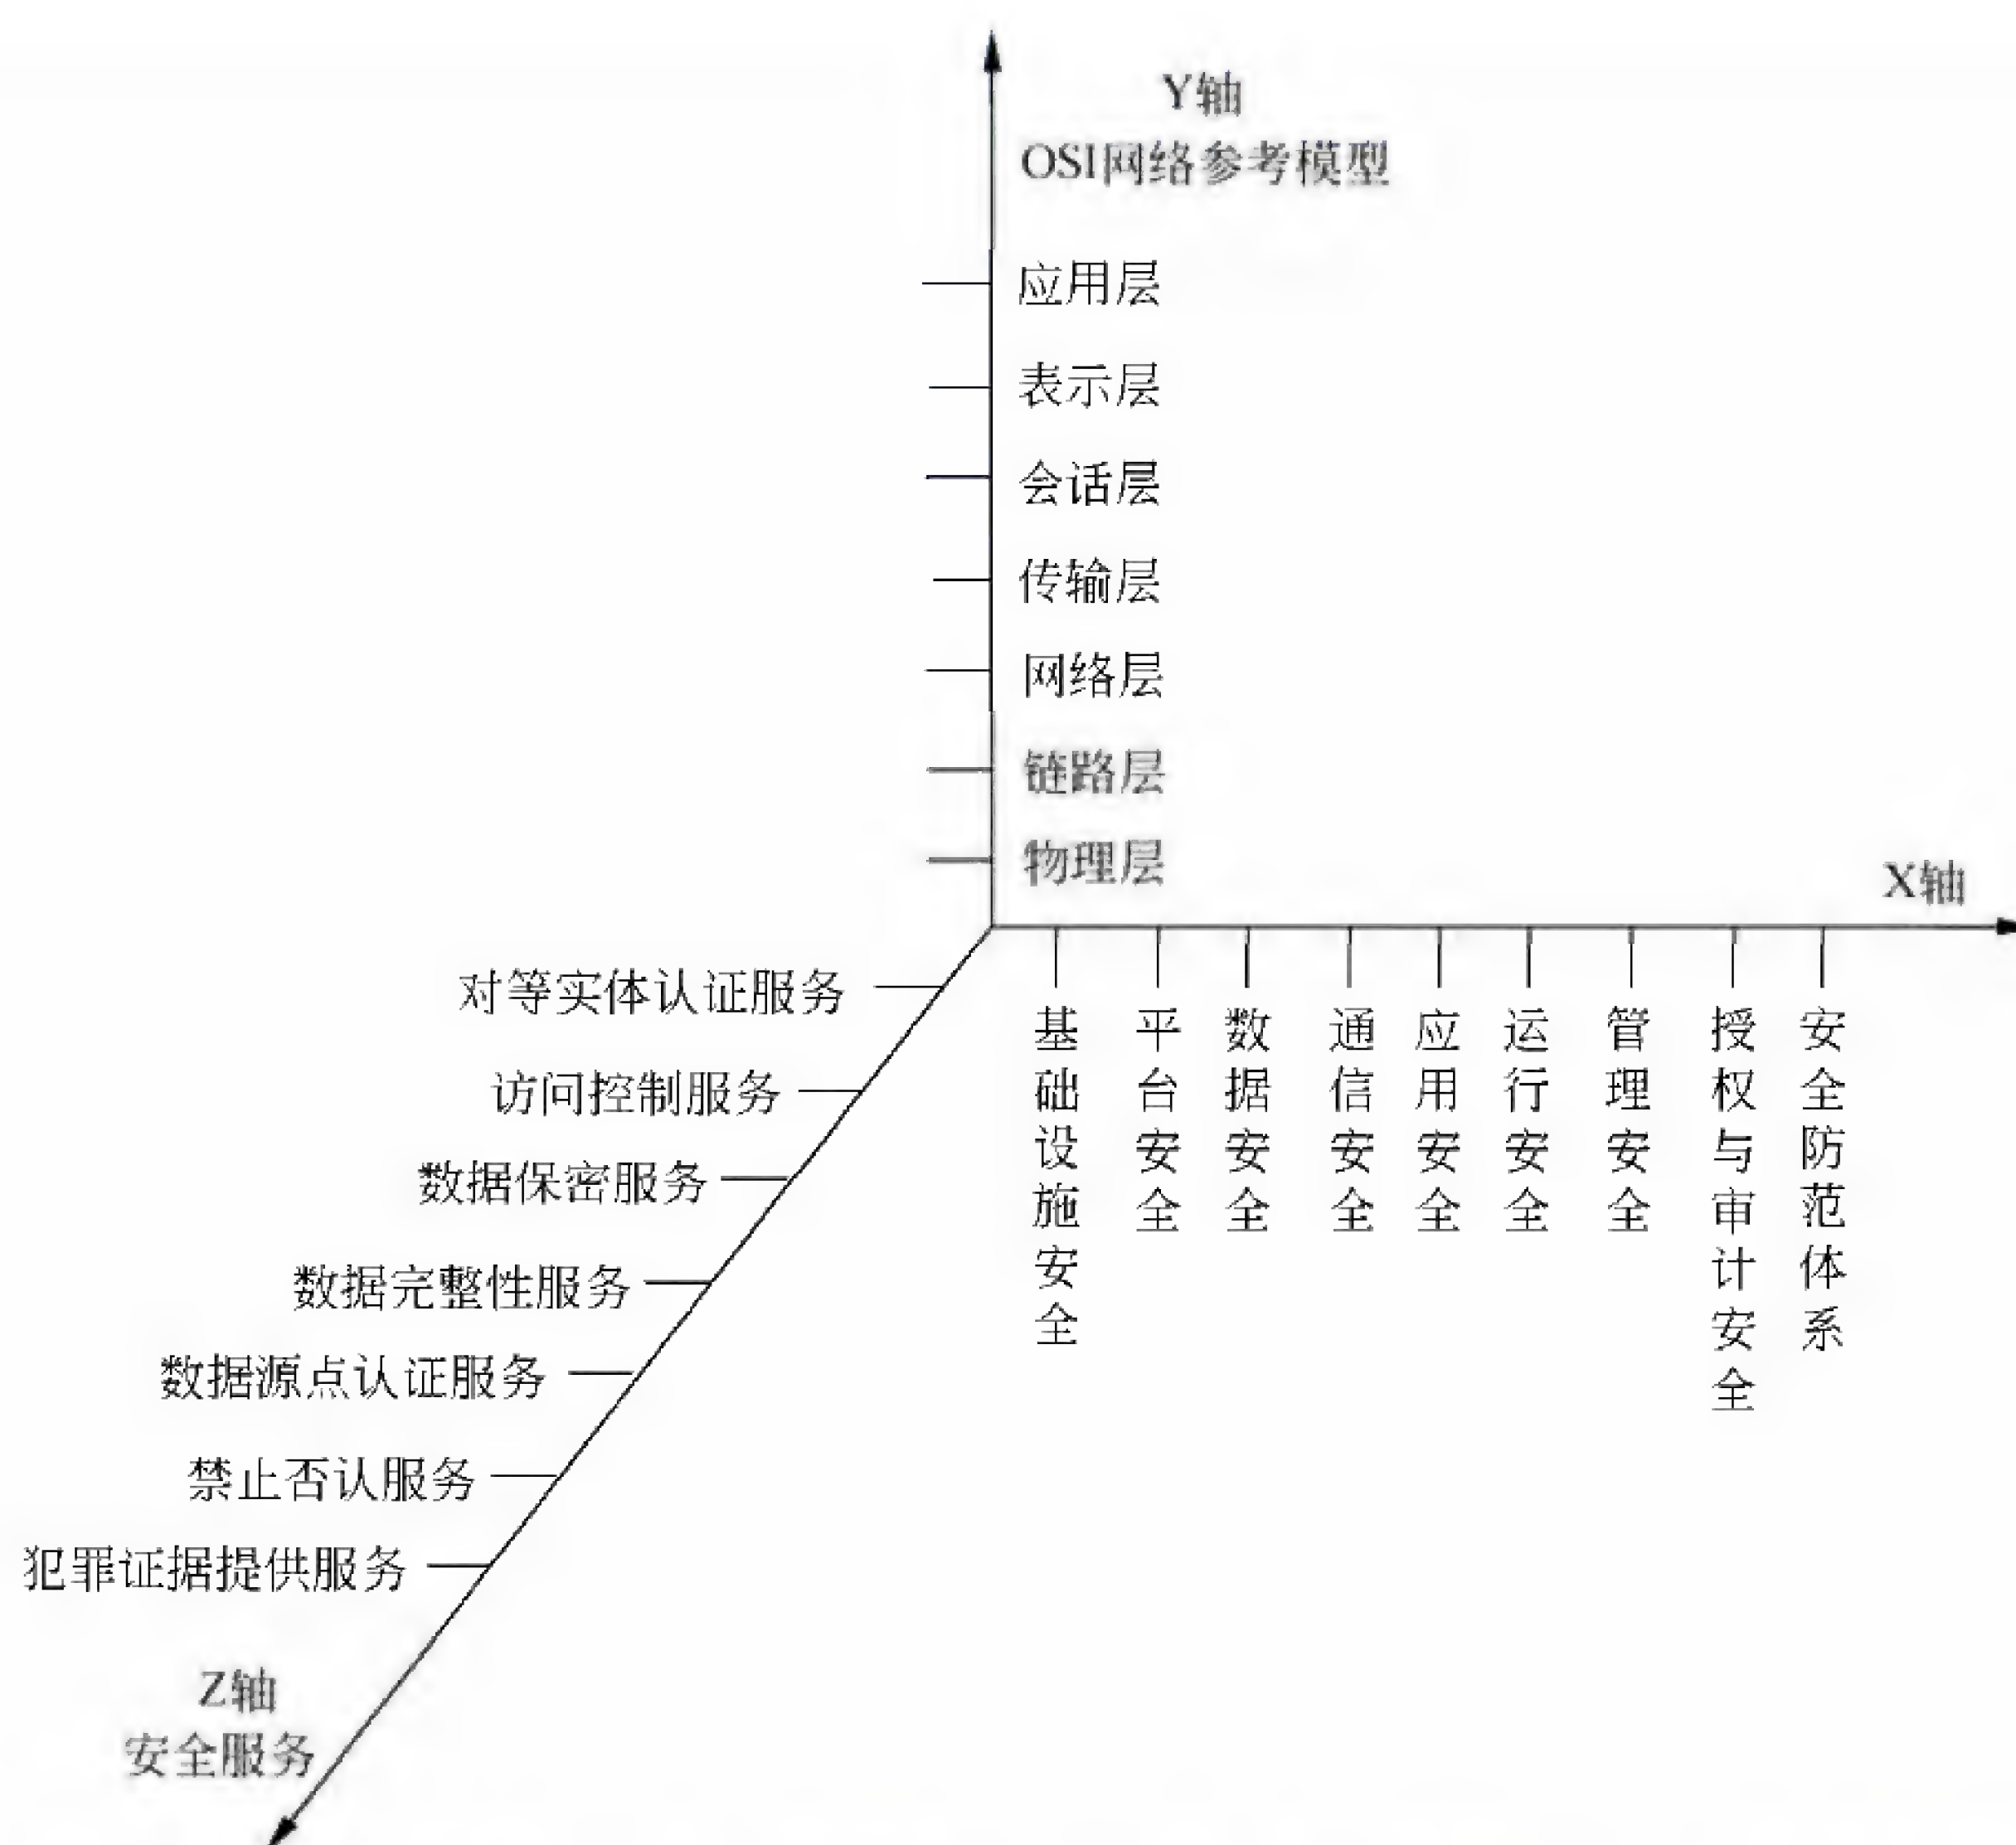 Y轴
OSI网络参考模型
应用层
表示层
会话层
传输层
网络层
链路层
物理层
X轴
基础设施安全
平台安全
数据安全
通信安全
应用安全
运行安全
管理安全
授权与审计安全
安全防范体系
对等实体认证服务
访问控制服务
数据保密服务
数据完整性服务
数据源点认证服务
禁止否认服务
犯罪证据提供服务
Z轴
安全服务